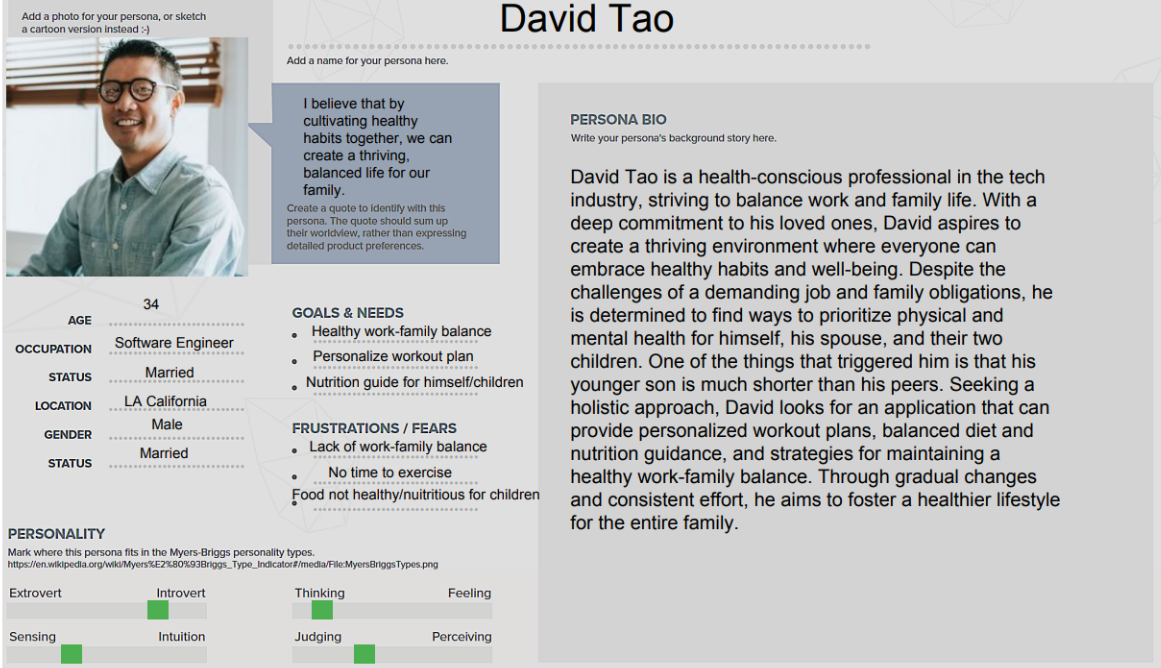 Add a photo for your persona, or sketch
a cartoon version instead :-)
David Tao
Add a name for your persona here.
I believe that by
cultivating healthy
habits together, we can
create a thriving,
balanced life for our
family.
Create a quote to identify with this
persona. The quote should sum up
their worldview, rather than expressing
detailed product preferences.
AGE 34
OCCUPATION Software Engineer
STATUS Married
LOCATION LA California
GENDER Male
STATUS Married
GOALS & NEEDS
• Healthy work-family balance
• Personalize workout plan
• Nutrition guide for himself/children
FRUSTRATIONS / FEARS
• Lack of work-family balance
• No time to exercise
• Food not healthy/nuitritious for children
PERSONA BIO
Write your persona's background story here.
David Tao is a health-conscious professional in the tech
industry, striving to balance work and family life. With a
deep commitment to his loved ones, David aspires to
create a thriving environment where everyone can
embrace healthy habits and well-being. Despite the
challenges of a demanding job and family obligations, he
is determined to find ways to prioritize physical and
mental health for himself, his spouse, and their two
children. One of the things that triggered him is that his
younger son is much shorter than his peers. Seeking a
holistic approach, David looks for an application that can
provide personalized workout plans, balanced diet and
nutrition guidance, and strategies for maintaining a
healthy work-family balance. Through gradual changes
and consistent effort, he aims to foster a healthier lifestyle
for the entire family.
PERSONALITY
Mark where this persona fits in the Myers-Briggs personality types.
https://en.wikipedia.org/wiki/Myers%E2%80%93Briggs_Type_Indicator#/media/File:MyersBriggsTypes.png
Extrovert Introvert
Thinking Feeling
Sensing Intuition
Judging Perceiving